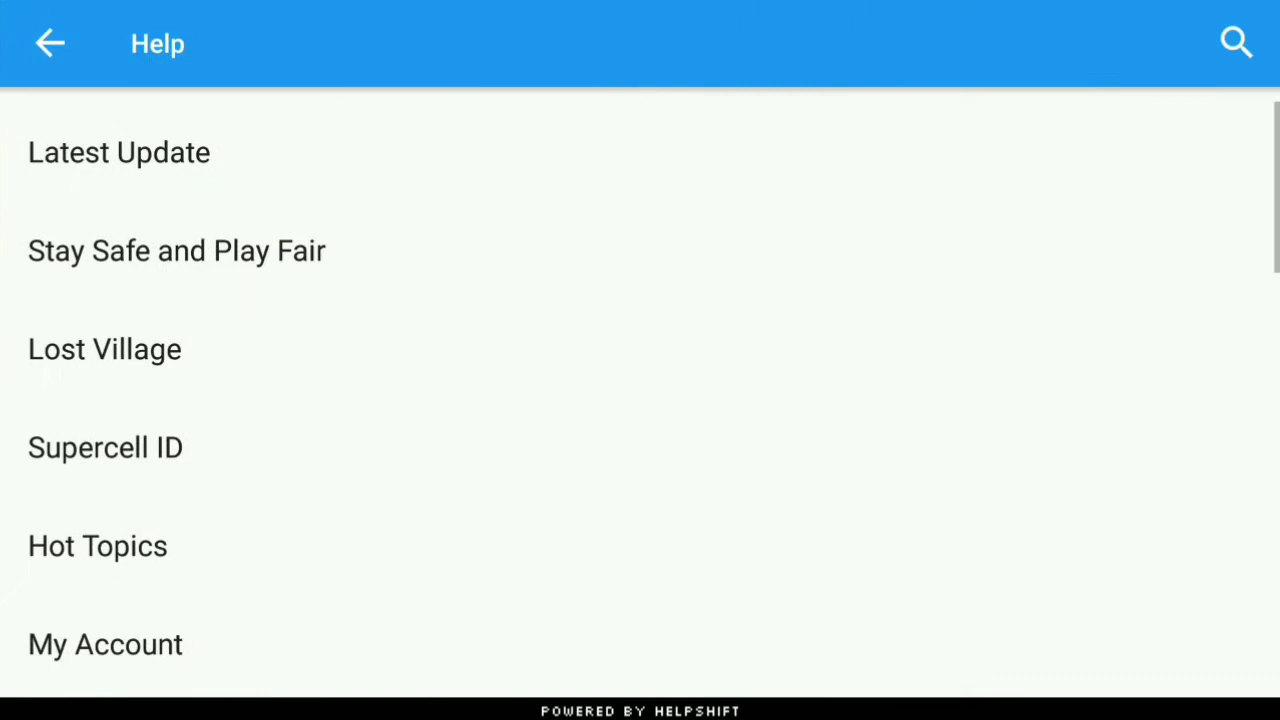 Help
Latest Update
Stay Safe and Play Fair
Lost Village
Supercell ID
Hot Topics
My Account
POWERED BY HELPSHIFT